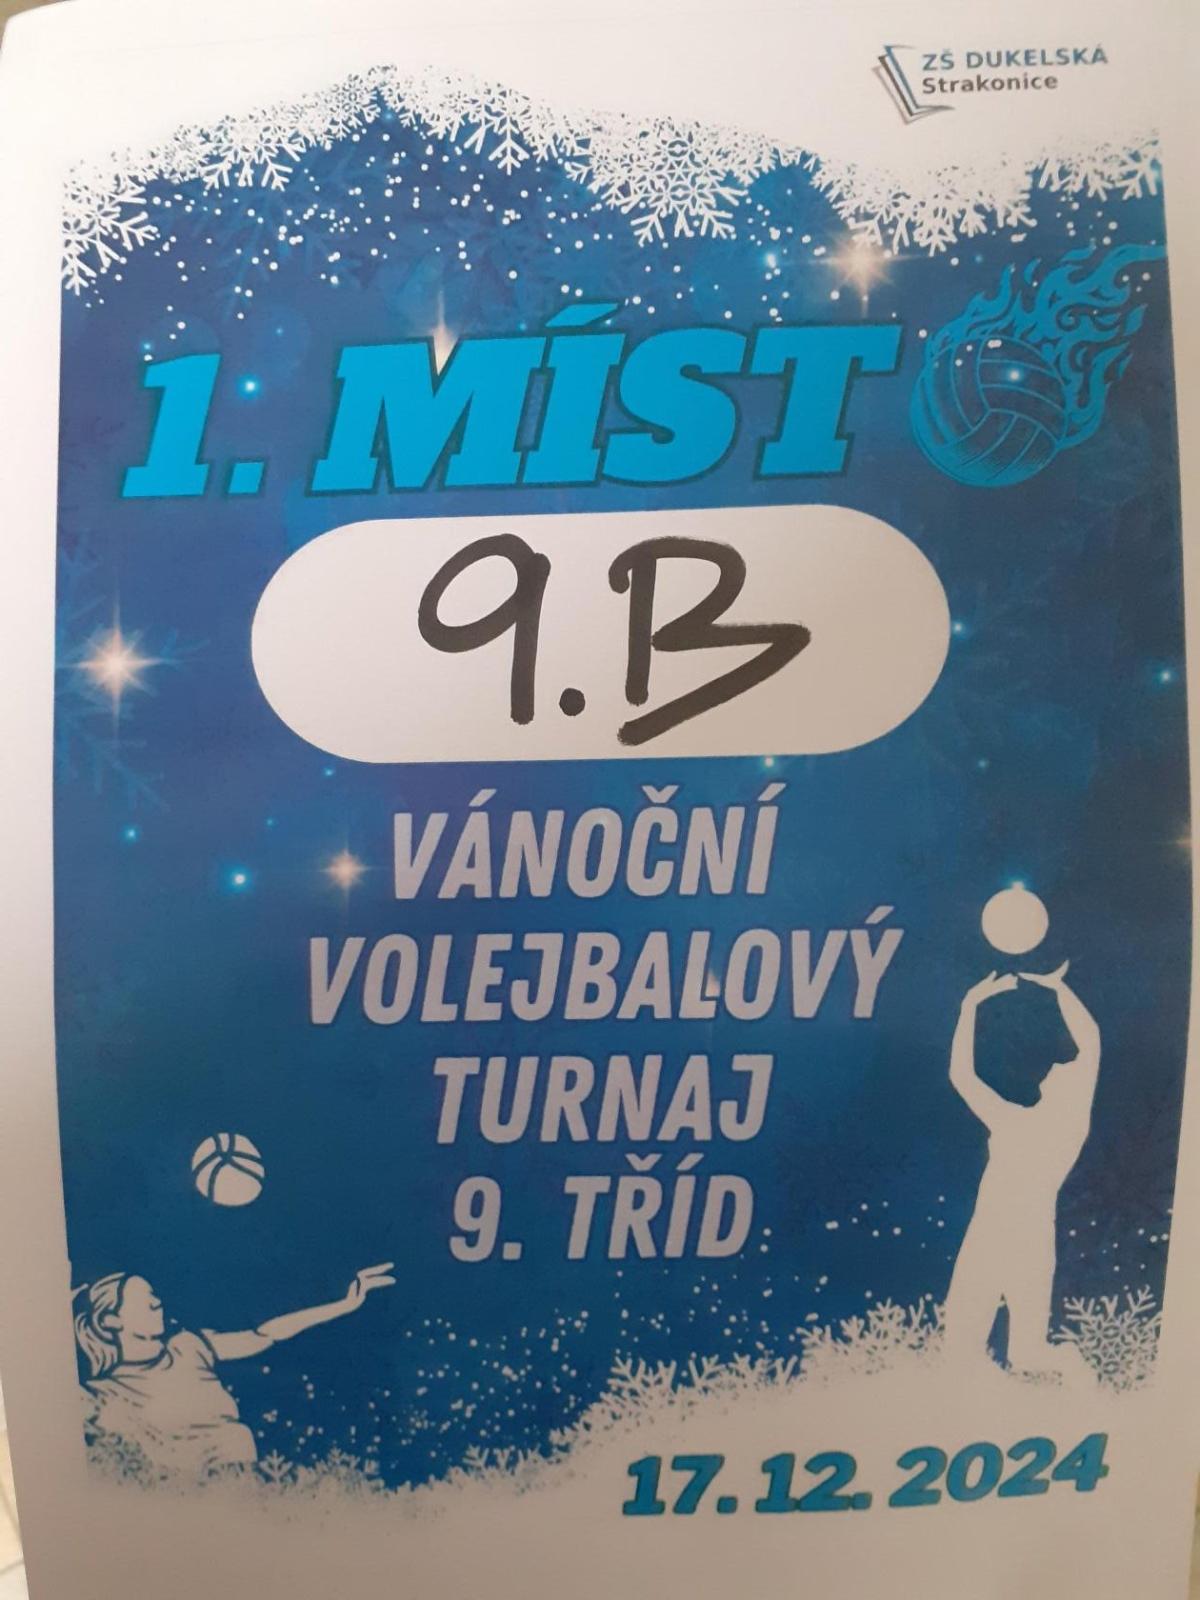 ZŠ DUKELSKÁ
Strakonice
1. MÍST
9.B
VÁNOČNÍ
VOLEJBALOVÝ
TURNAJ
9. TŘÍD
17. 12. 2024